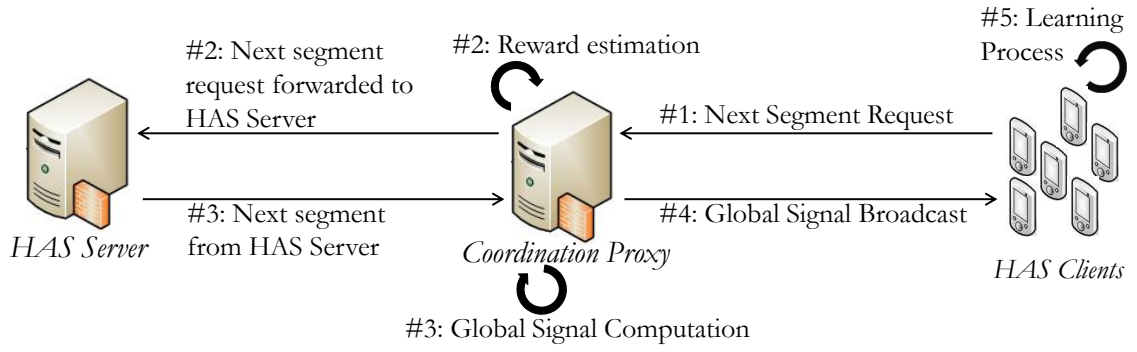 #5: Learning
Process
#2: Next segment
request forwarded to
HAS Server
#2: Reward estimation
#1: Next Segment Request
#3: Next segment
from HAS Server
#4: Global Signal Broadcast
HAS Server
Coordination Proxy
HAS Clients
#3: Global Signal Computation